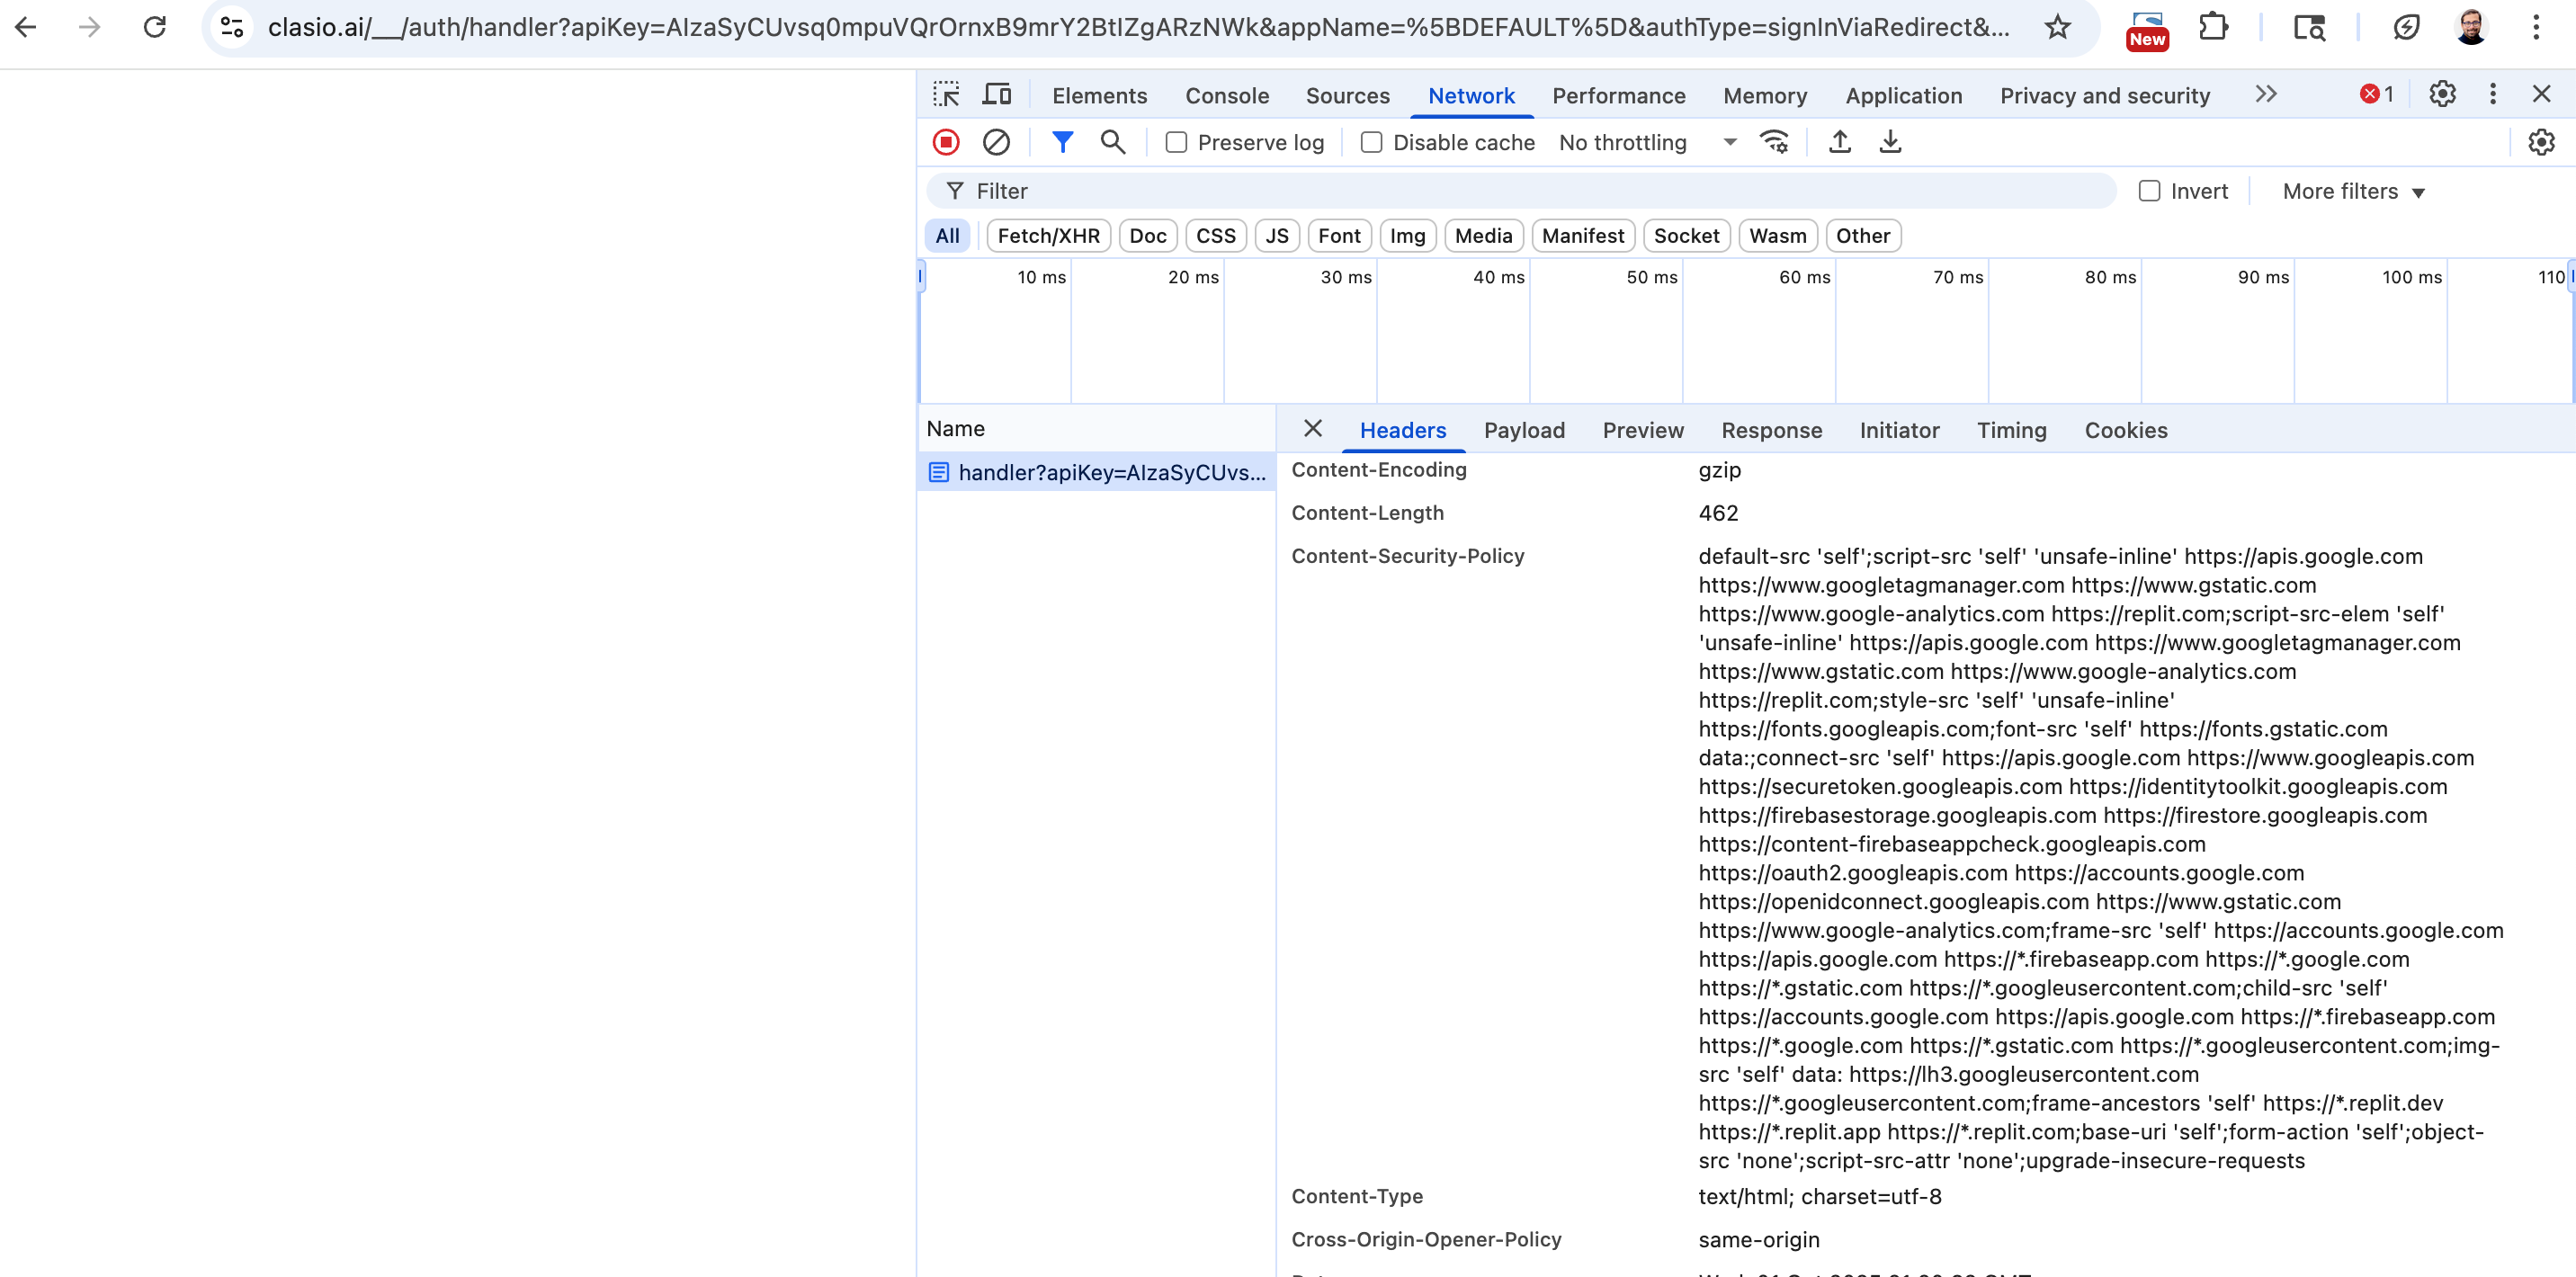 clasio.ai/__/auth/handler?apiKey=AIzaSyCUvsq0mpuVQrOrnxB9mrY2BtIZgARzNWk&appName=%5BDEFAULT%5D&authType=signInViaRedirect&...
New
Elements Console Sources Network Performance Memory Application Privacy and security 1
Preserve log Disable cache No throttling
Filter Invert More filters
All Fetch/XHR Doc CSS JS Font Img Media Manifest Socket Wasm Other
10 ms 20 ms 30 ms 40 ms 50 ms 60 ms 70 ms 80 ms 90 ms 100 ms 110
Name
Headers Payload Preview Response Initiator Timing Cookies
handler?apiKey=AIzaSyCUvs...
Content-Encoding gzip
Content-Length 462
Content-Security-Policy default-src 'self';script-src 'self' 'unsafe-inline' https://apis.google.com
https://www.googletagmanager.com https://www.gstatic.com
https://www.google-analytics.com https://replit.com;script-src-elem 'self'
'unsafe-inline' https://apis.google.com https://www.googletagmanager.com
https://www.gstatic.com https://www.google-analytics.com
https://replit.com;style-src 'self' 'unsafe-inline'
https://fonts.googleapis.com;font-src 'self' https://fonts.gstatic.com
data:;connect-src 'self' https://apis.google.com https://www.googleapis.com
https://securetoken.googleapis.com https://identitytoolkit.googleapis.com
https://firebasestorage.googleapis.com https://firestore.googleapis.com
https://content-firebaseappcheck.googleapis.com
https://oauth2.googleapis.com https://accounts.google.com
https://openidconnect.googleapis.com https://www.gstatic.com
https://www.google-analytics.com;frame-src 'self' https://accounts.google.com
https://apis.google.com https://*.firebaseapp.com https://*.google.com
https://*.gstatic.com https://*.googleusercontent.com;child-src 'self'
https://accounts.google.com https://apis.google.com https://*.firebaseapp.com
https://*.google.com https://*.gstatic.com https://*.googleusercontent.com;img-
src 'self' data: https://lh3.googleusercontent.com
https://*.googleusercontent.com;frame-ancestors 'self' https://*.replit.dev
https://*.replit.app https://*.replit.com;base-uri 'self';form-action 'self';object-
src 'none';script-src-attr 'none';upgrade-insecure-requests
Content-Type text/html; charset=utf-8
Cross-Origin-Opener-Policy same-origin